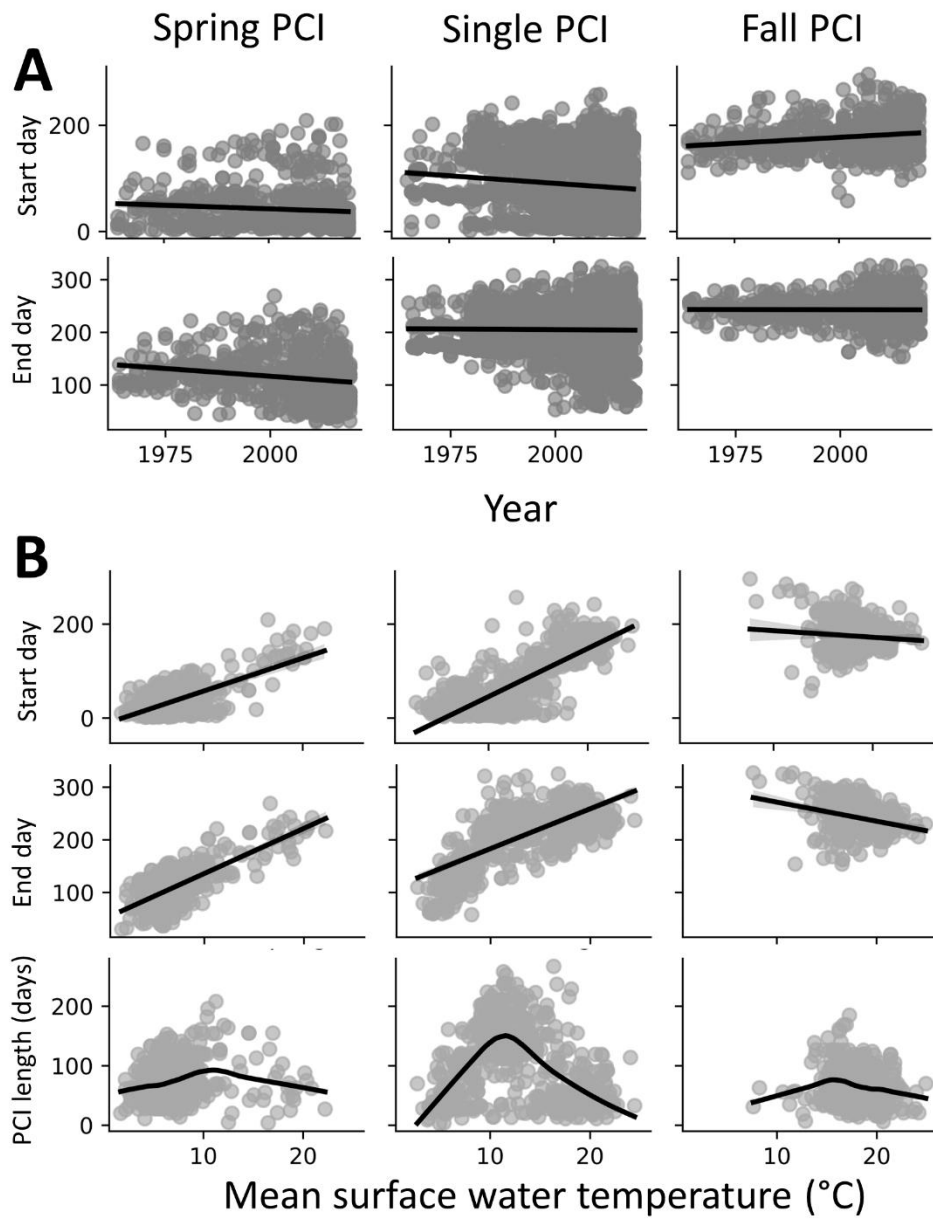 Spring PCI Single PCI Fall PCI
A
Start day
200
0
End day
300
200
100
1975 2000 1975 2000 1975 2000
Year
B
Start day
200
0
End day
300
200
100
PCI length (days)
200
100
0
10 20 10 20 10 20
Mean surface water temperature (°C)